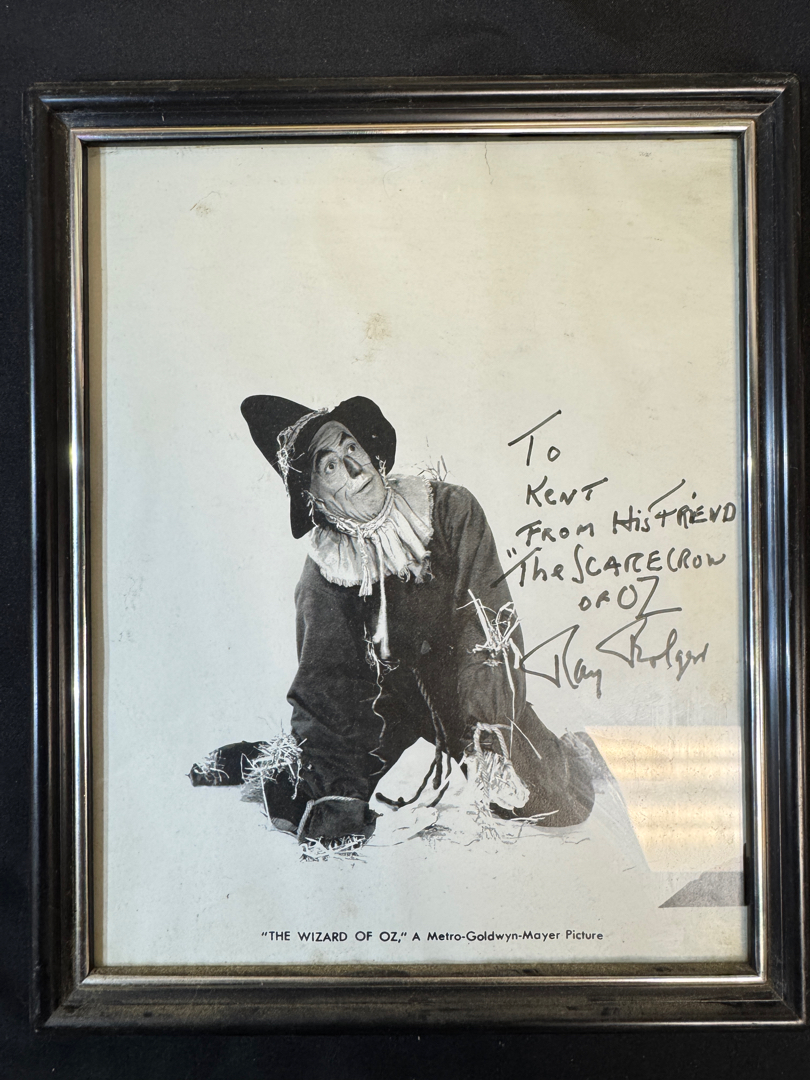 To
Kent
From His Friend
"The Scarecrow
of Oz
Ray Bolger
"THE WIZARD OF OZ," A Metro-Goldwyn-Mayer Picture